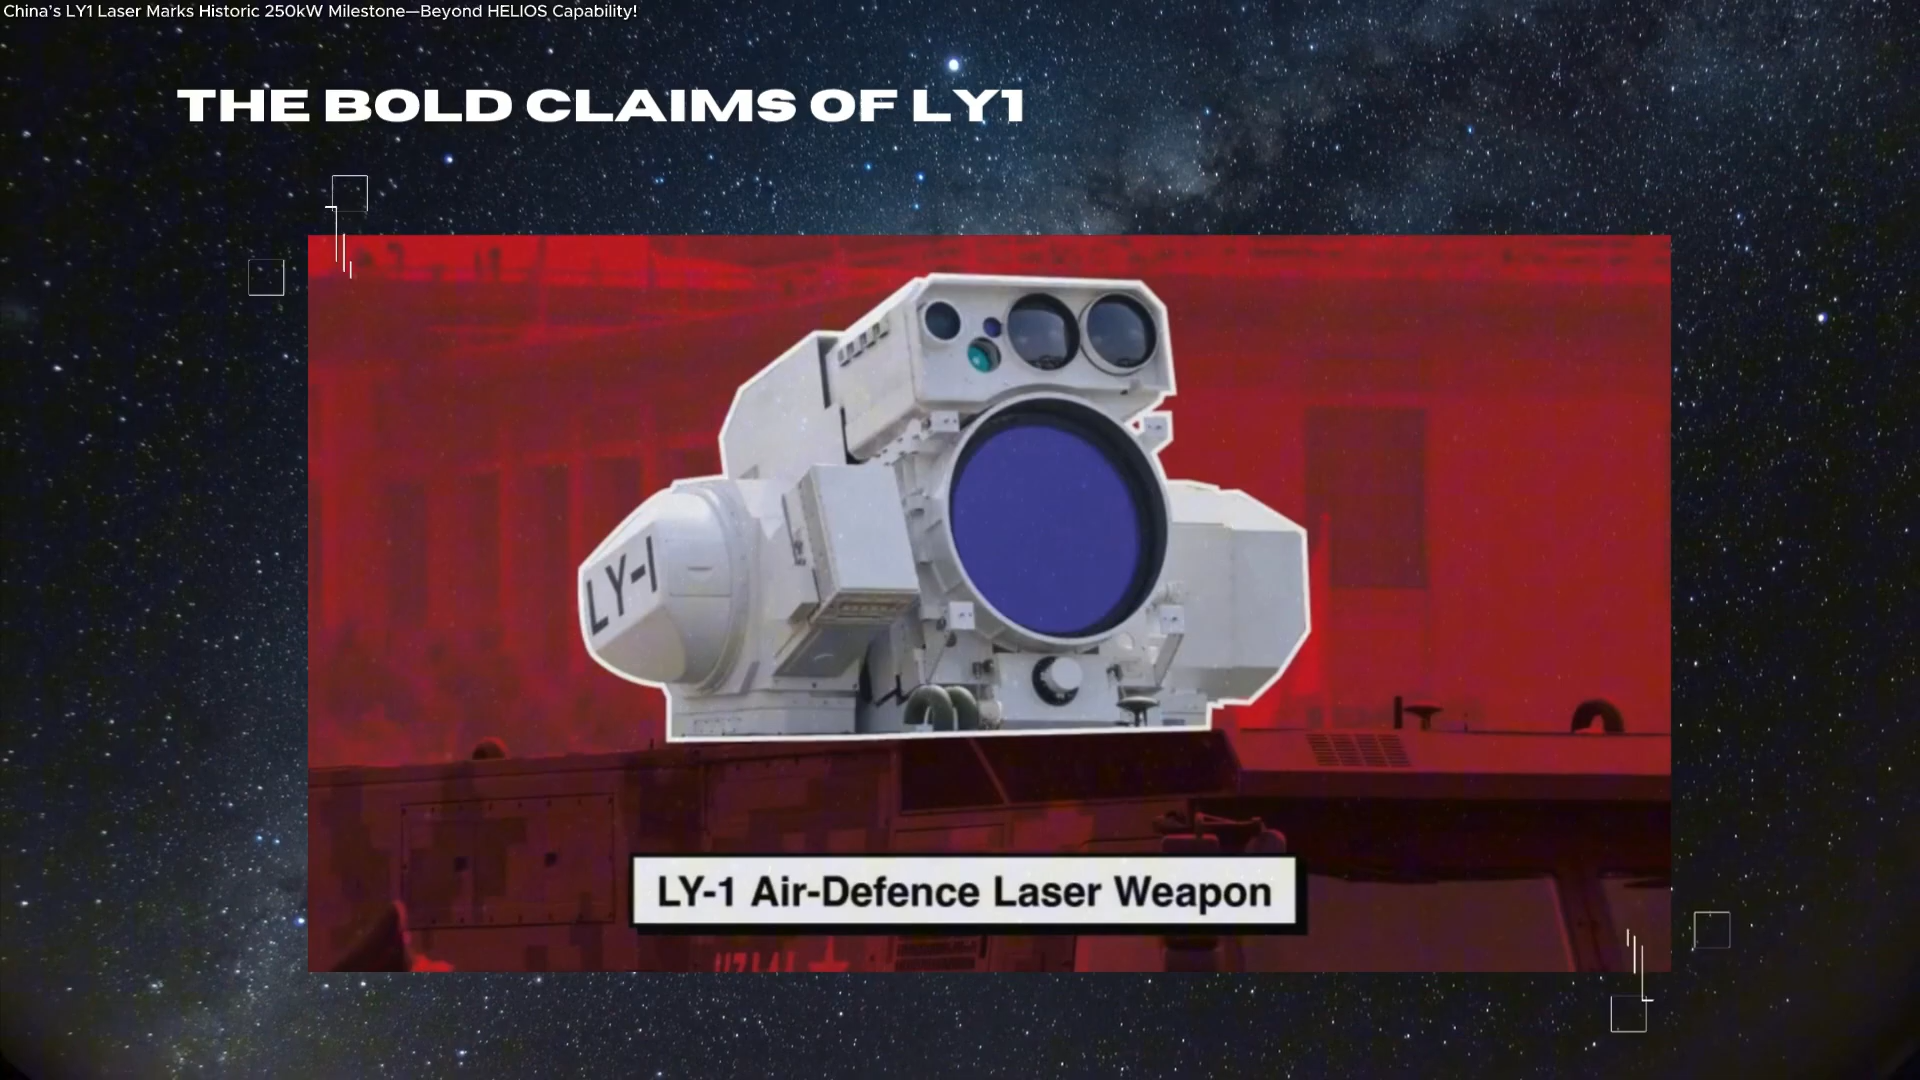 China’s LY1 Laser Marks Historic 250kW Milestone—Beyond HELIOS Capability!
THE BOLD CLAIMS OF LY1
LY-1
LY-1 Air-Defence Laser Weapon